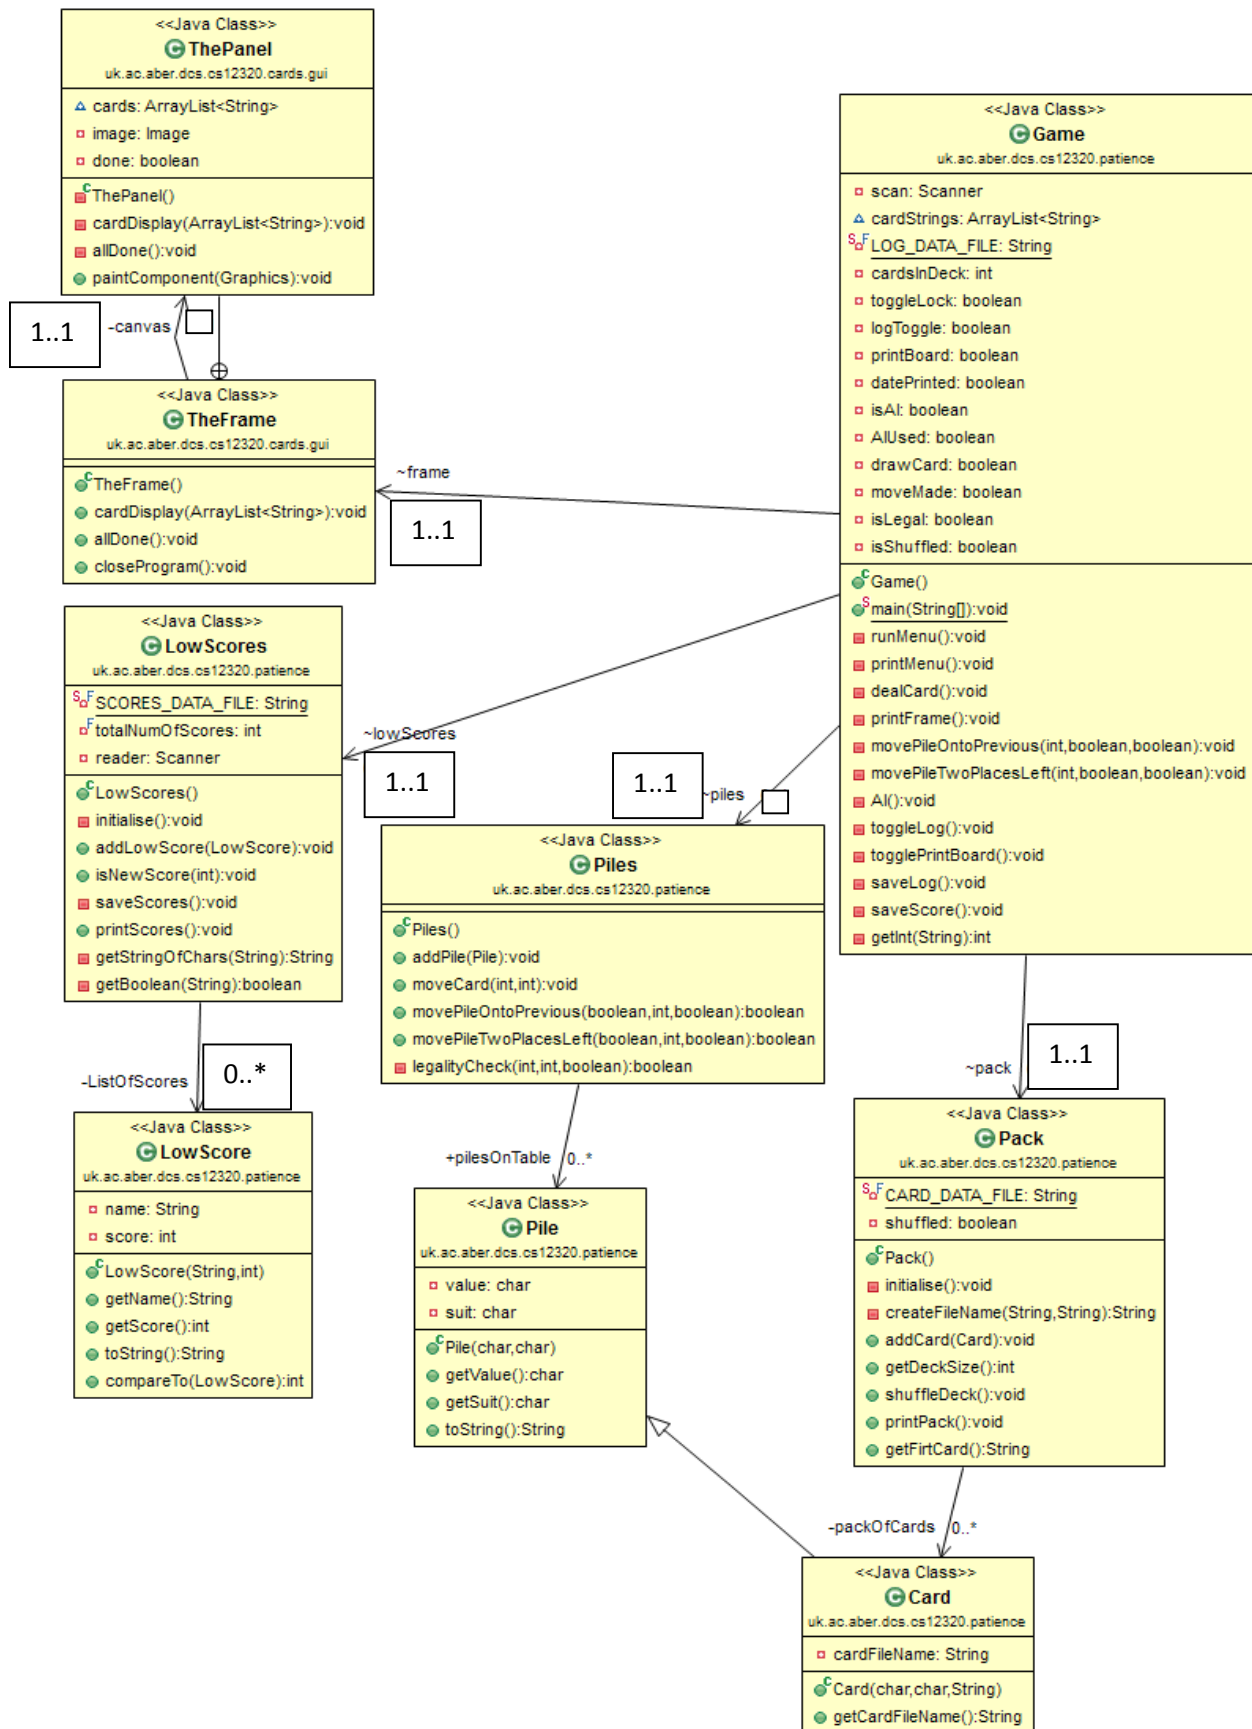 <<Java Class>>
ThePanel
uk.ac.aber.dcs.cs12320.cards.gui
cards: ArrayList<String>
image: Image
done: boolean
ThePanel()
cardDisplay(ArrayList<String>):void
allDone():void
paintComponent(Graphics):void
1..1
-canvas
<<Java Class>>
TheFrame
uk.ac.aber.dcs.cs12320.cards.gui
TheFrame()
cardDisplay(ArrayList<String>):void
allDone():void
closeProgram():void
~frame
1..1
<<Java Class>>
Game
uk.ac.aber.dcs.cs12320.patience
scan: Scanner
cardStrings: ArrayList<String>
LOG_DATA_FILE: String
cardsInDeck: int
toggleLock: boolean
logToggle: boolean
printBoard: boolean
datePrinted: boolean
isAI: boolean
AIUsed: boolean
drawCard: boolean
moveMade: boolean
isLegal: boolean
isShuffled: boolean
Game()
main(String[]):void
runMenu():void
printMenu():void
dealCard():void
printFrame():void
movePileOntoPrevious(int,boolean,boolean):void
movePileTwoPlacesLeft(int,boolean,boolean):void
AI():void
toggleLog():void
togglePrintBoard():void
saveLog():void
saveScore():void
getInt(String):int
<<Java Class>>
LowScores
uk.ac.aber.dcs.cs12320.patience
SCORES_DATA_FILE: String
totalNumOfScores: int
reader: Scanner
LowScores()
initialise():void
addLowScore(LowScore):void
isNewScore(int):void
saveScores():void
printScores():void
getStringOfChars(String):String
getBoolean(String):boolean
~lowScores
1..1
1..1
~piles
<<Java Class>>
Piles
uk.ac.aber.dcs.cs12320.patience
Piles()
addPile(Pile):void
moveCard(int,int):void
movePileOntoPrevious(boolean,int,boolean):boolean
movePileTwoPlacesLeft(boolean,int,boolean):boolean
legalityCheck(int,int,boolean):boolean
-ListOfScores
0..*
~pack
1..1
<<Java Class>>
LowScore
uk.ac.aber.dcs.cs12320.patience
name: String
score: int
LowScore(String,int)
getName():String
getScore():int
toString():String
compareTo(LowScore):int
+pilesOnTable
0..*
<<Java Class>>
Pile
uk.ac.aber.dcs.cs12320.patience
value: char
suit: char
Pile(char,char)
getValue():char
getSuit():char
toString():String
<<Java Class>>
Pack
uk.ac.aber.dcs.cs12320.patience
CARD_DATA_FILE: String
shuffled: boolean
Pack()
initialise():void
createFileName(String,String):String
addCard(Card):void
getDeckSize():int
shuffleDeck():void
printPack():void
getFirtCard():String
-packOfCards
0..*
<<Java Class>>
Card
uk.ac.aber.dcs.cs12320.patience
cardFileName: String
Card(char,char,String)
getCardFileName():String